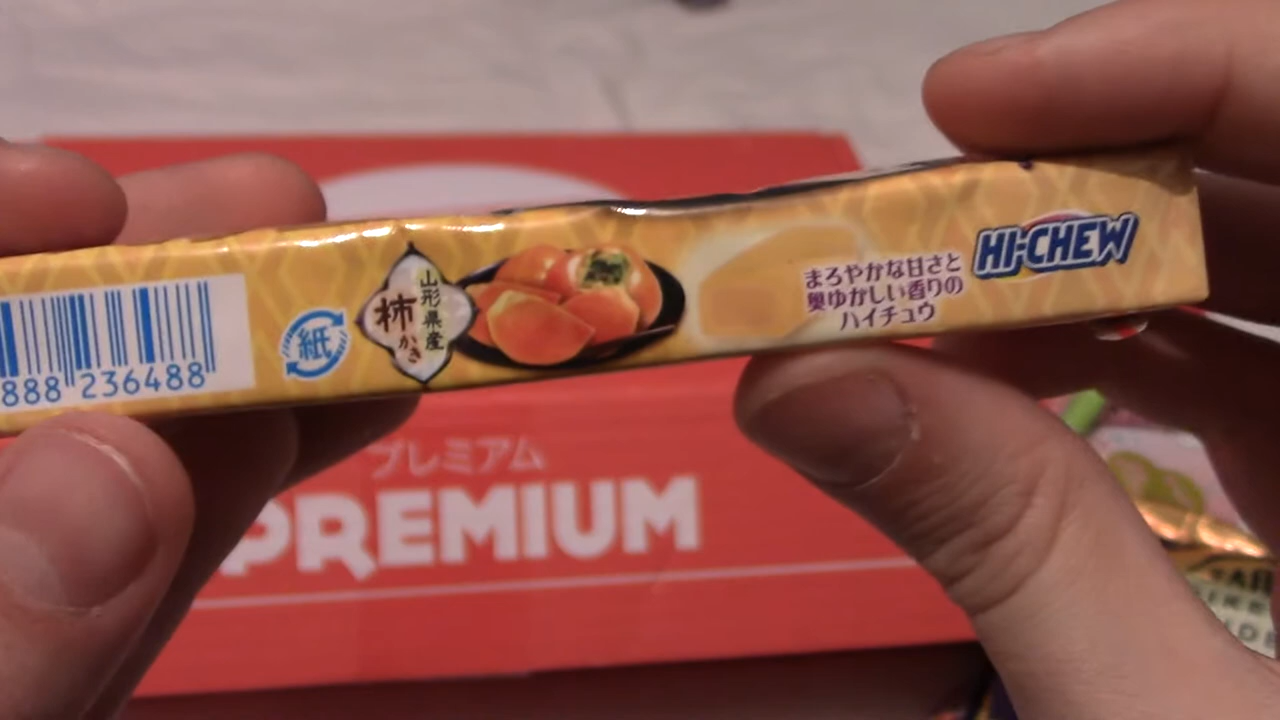 888 236488
紙
山形県産
柿
かき
まろやかな甘さと
奥ゆかしい香りの
ハイチュウ
HI-CHEW
プレミアム
PREMIUM